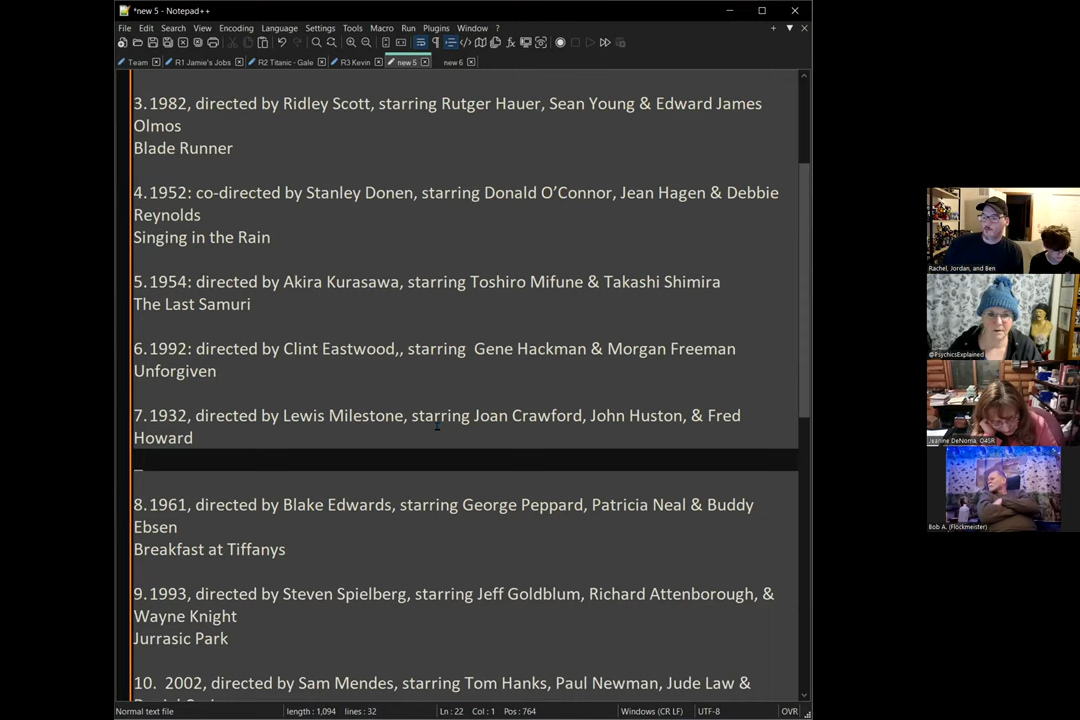 *new 5 - Notepad++
File Edit Search View Encoding Language Settings Tools Macro Run Plugins Window ?
Team R1 Jamie's Jobs R2 Titanic - Gale R3 Kevin new 5 new 6
3. 1982, directed by Ridley Scott, starring Rutger Hauer, Sean Young & Edward James
Olmos
Blade Runner
4. 1952: co-directed by Stanley Donen, starring Donald O’Connor, Jean Hagen & Debbie
Reynolds
Singing in the Rain
5. 1954: directed by Akira Kurasawa, starring Toshiro Mifune & Takashi Shimira
The Last Samuri
6. 1992: directed by Clint Eastwood,, starring  Gene Hackman & Morgan Freeman
Unforgiven
7. 1932, directed by Lewis Milestone, starring Joan Crawford, John Huston, & Fred
Howard
8. 1961, directed by Blake Edwards, starring George Peppard, Patricia Neal & Buddy
Ebsen
Breakfast at Tiffanys
9. 1993, directed by Steven Spielberg, starring Jeff Goldblum, Richard Attenborough, &
Wayne Knight
Jurrasic Park
10.  2002, directed by Sam Mendes, starring Tom Hanks, Paul Newman, Jude Law &
Normal text file length : 1,094 lines : 32 Ln : 22 Col : 1 Pos : 764 Windows (CR LF) UTF-8 OVR
Rachel, Jordan, and Ben
@PsychicsExplained
Jeanine DeNoma, O4SR
Bob A. (Flockmeister)